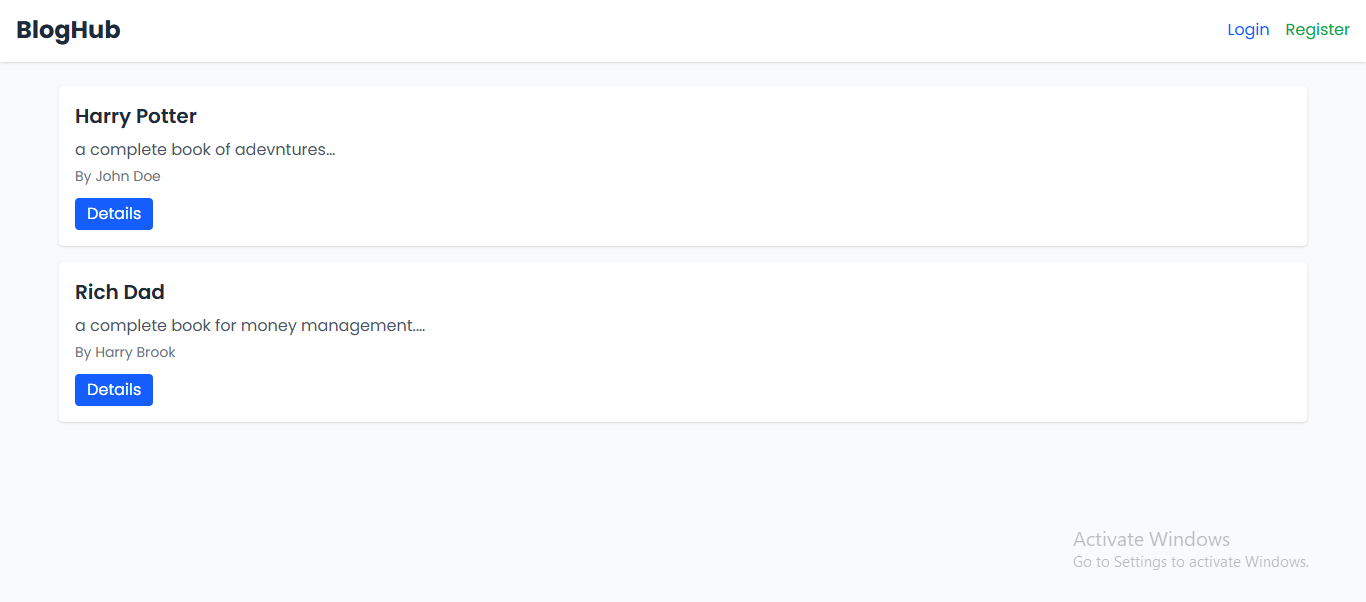 BlogHub
Login Register
Harry Potter
a complete book of adevntures...
By John Doe
Details
Rich Dad
a complete book for money management....
By Harry Brook
Details
Activate Windows
Go to Settings to activate Windows.